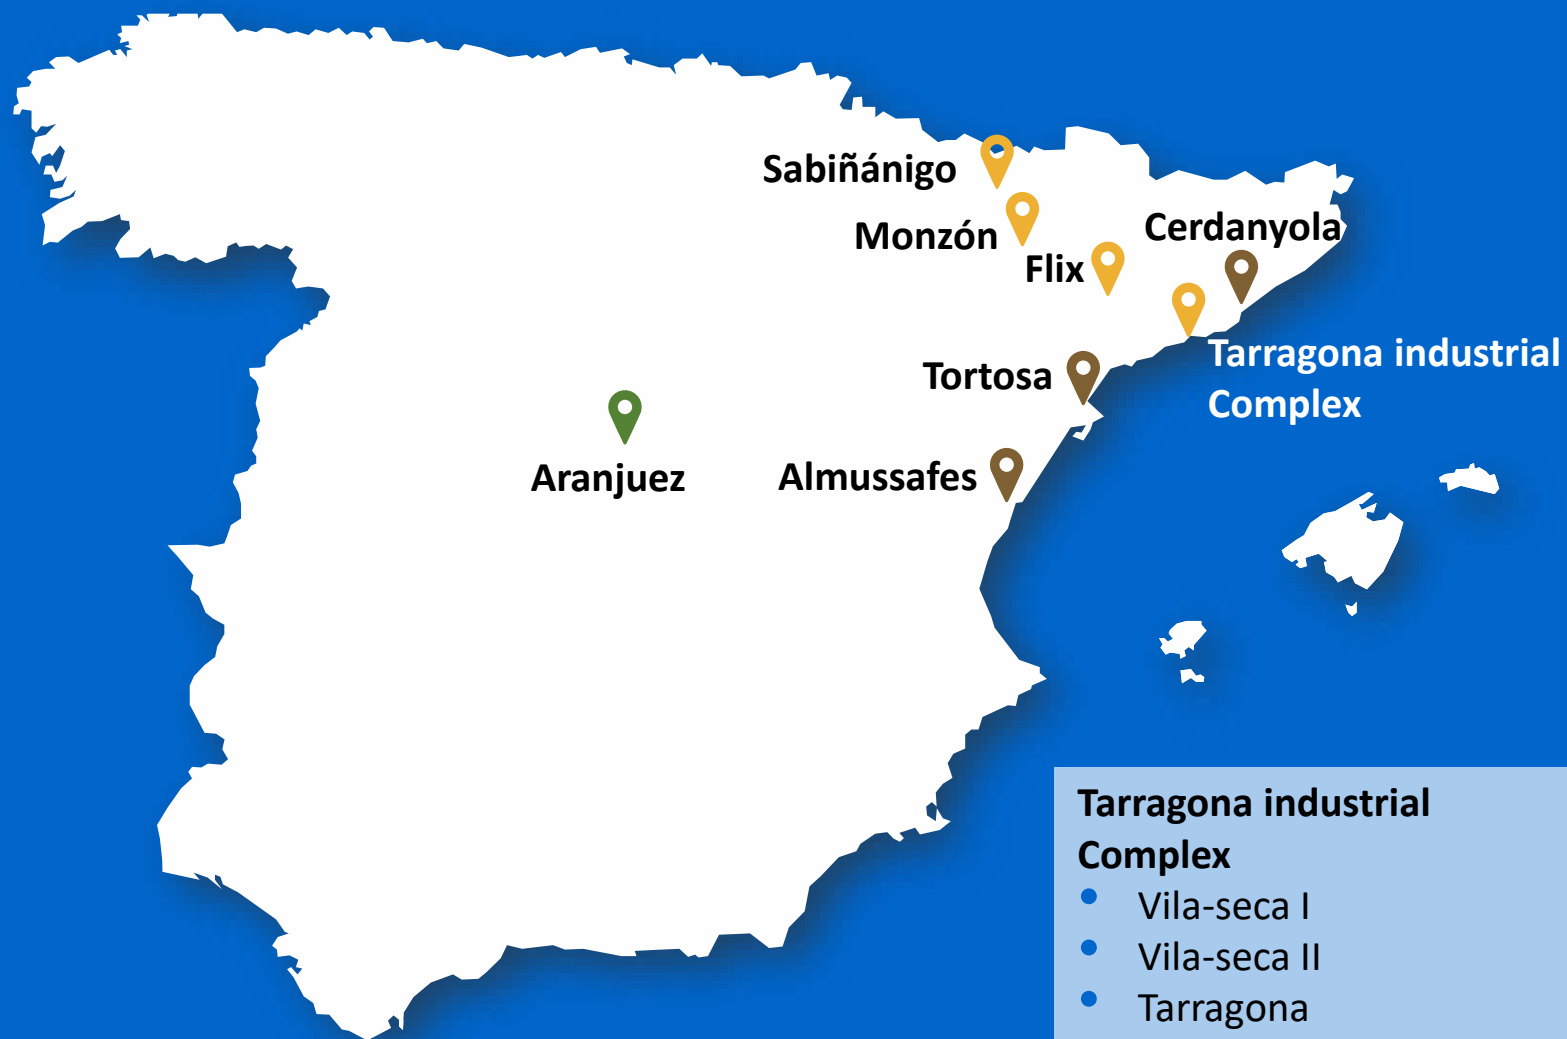 Sabiñánigo
Monzón
Cerdanyola
Flix
Tarragona industrial
Complex
Tortosa
Aranjuez
Almussafes
Tarragona industrial
Complex
• Vila-seca I
• Vila-seca II
• Tarragona